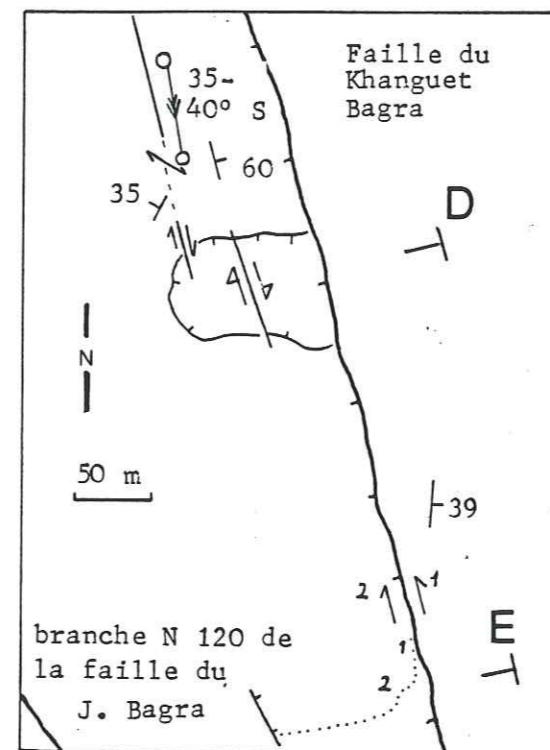 Faille du
Khanguet
Bagra
35-
40° S
60
35
D
N
50 m
39
2 1
1
2
E
branche N 120 de
la faille du
J. Bagra